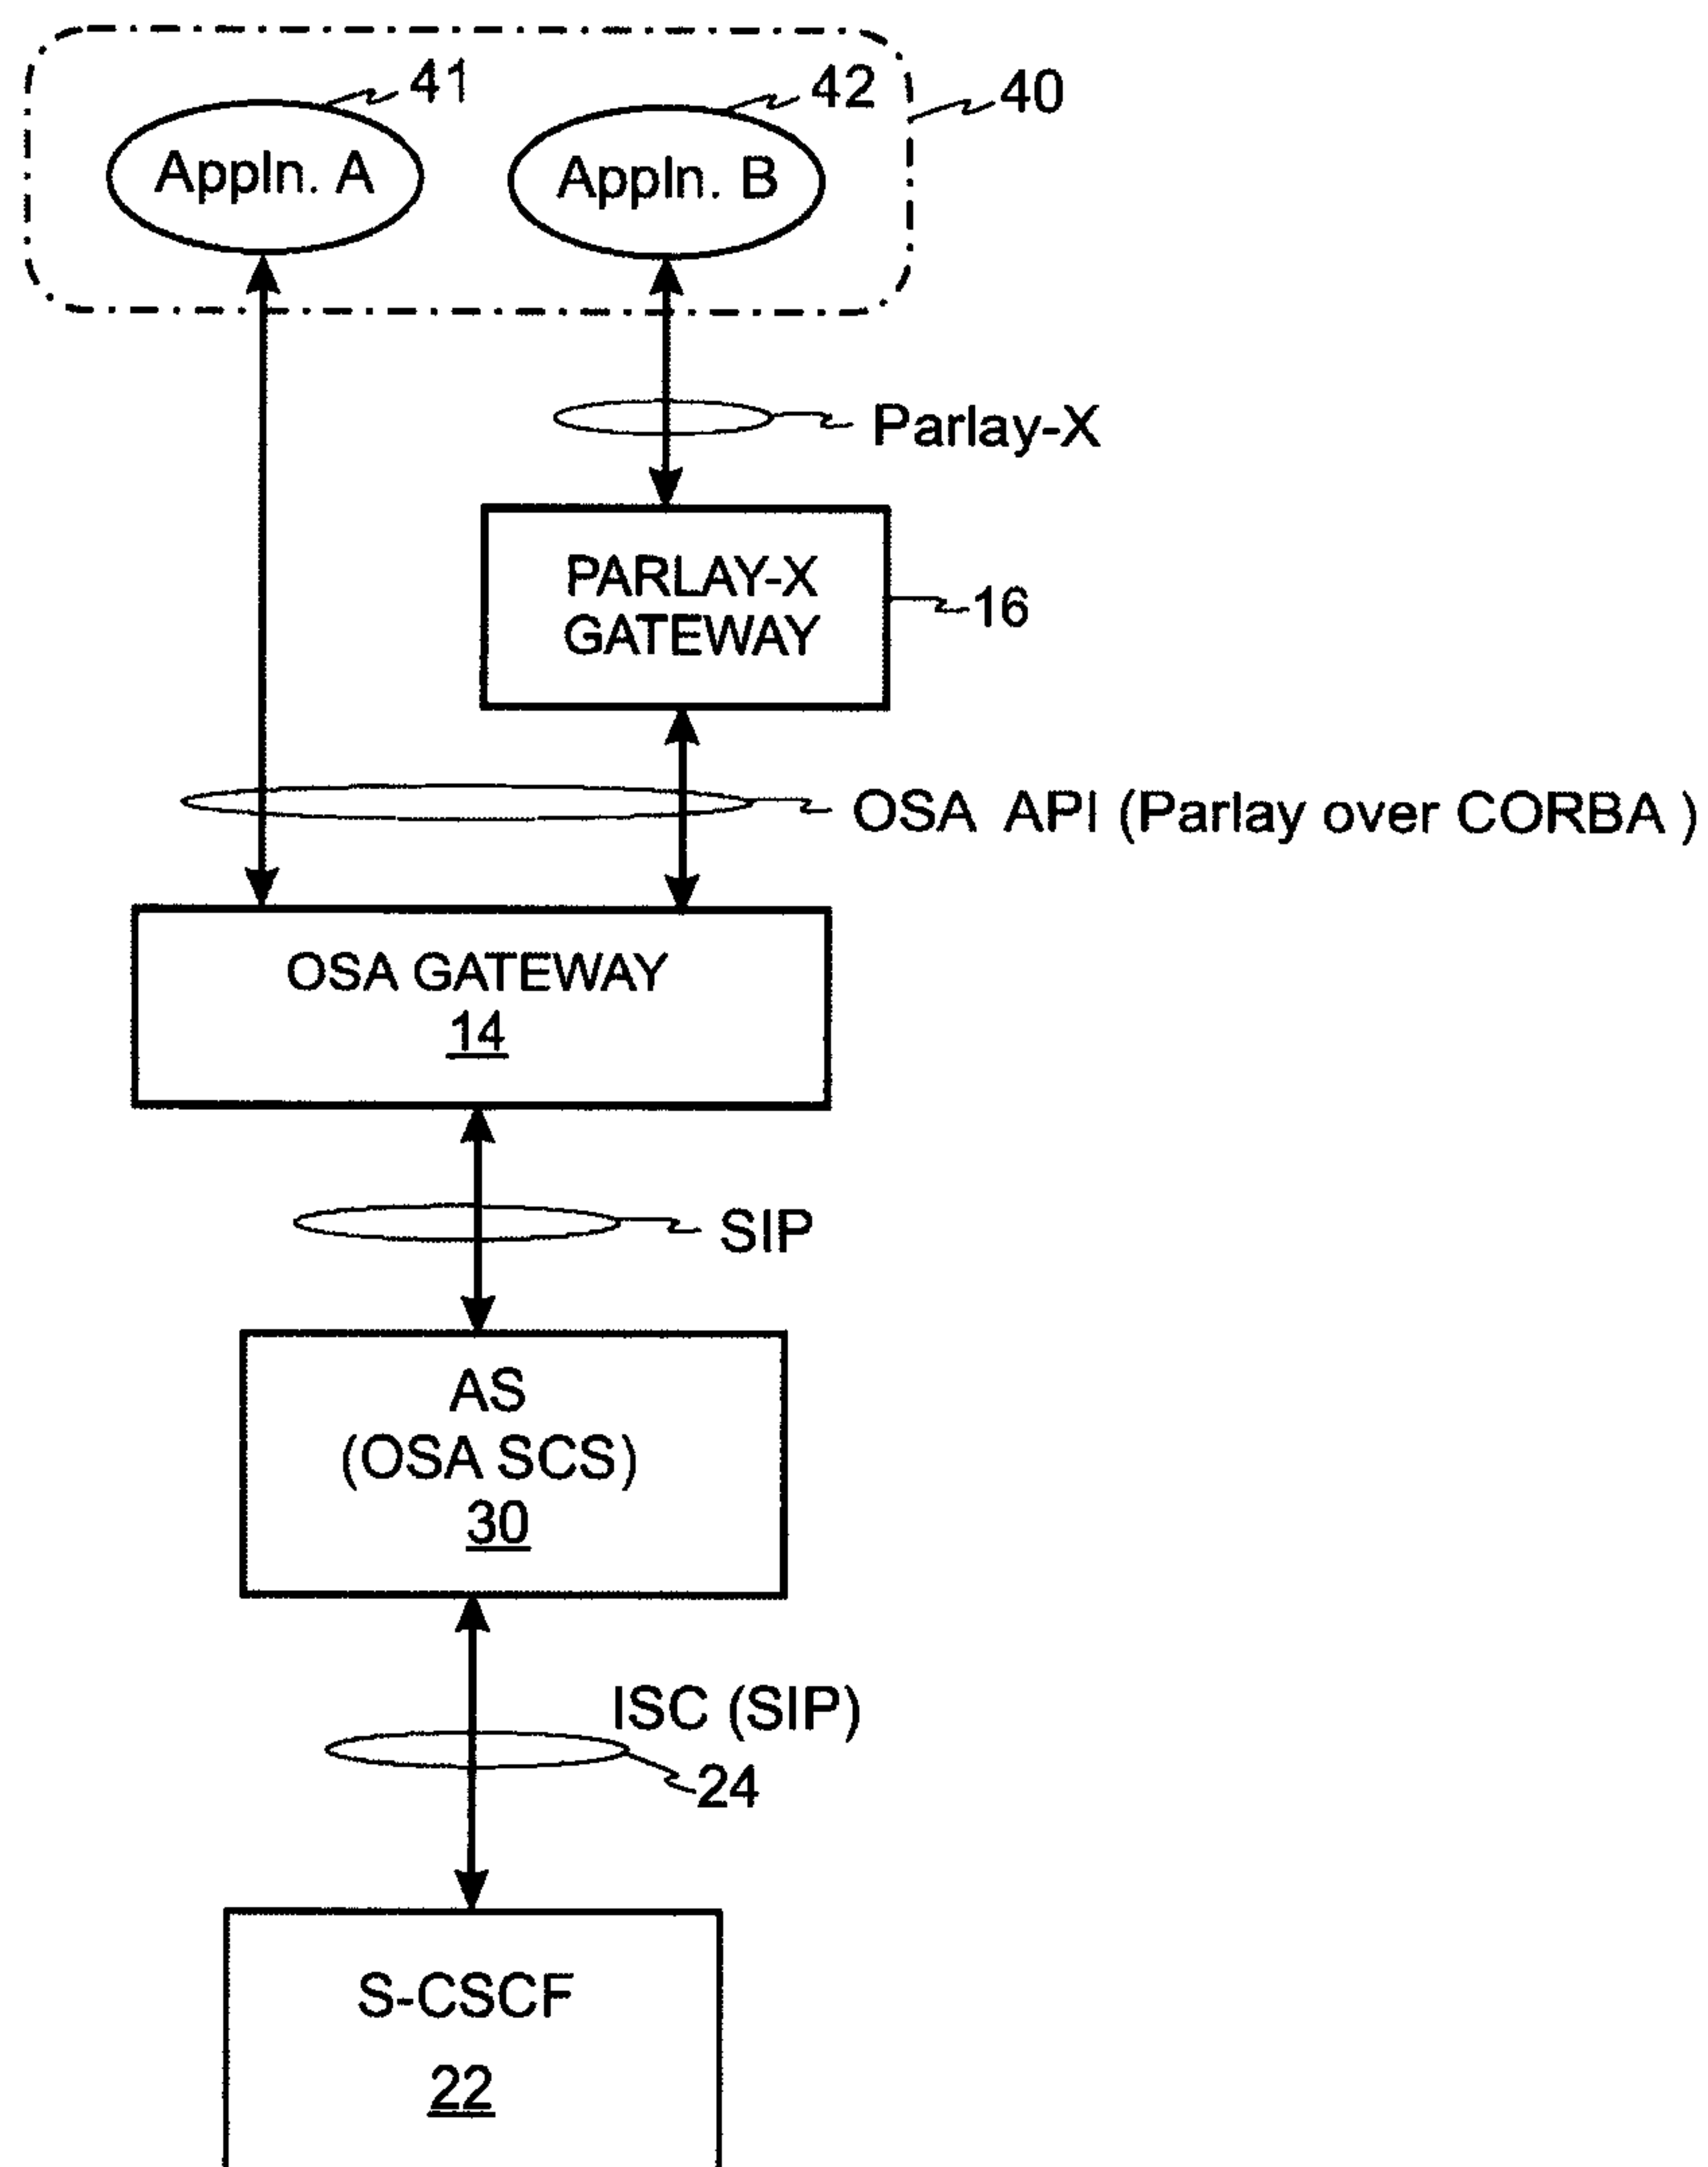 41
42
40
Appln. A
Appln. B
Parlay-X
PARLAY-X
GATEWAY
16
OSA API (Parlay over CORBA )
OSA GATEWAY
14
SIP
AS
(OSA SCS)
30
ISC (SIP)
24
S-CSCF
22